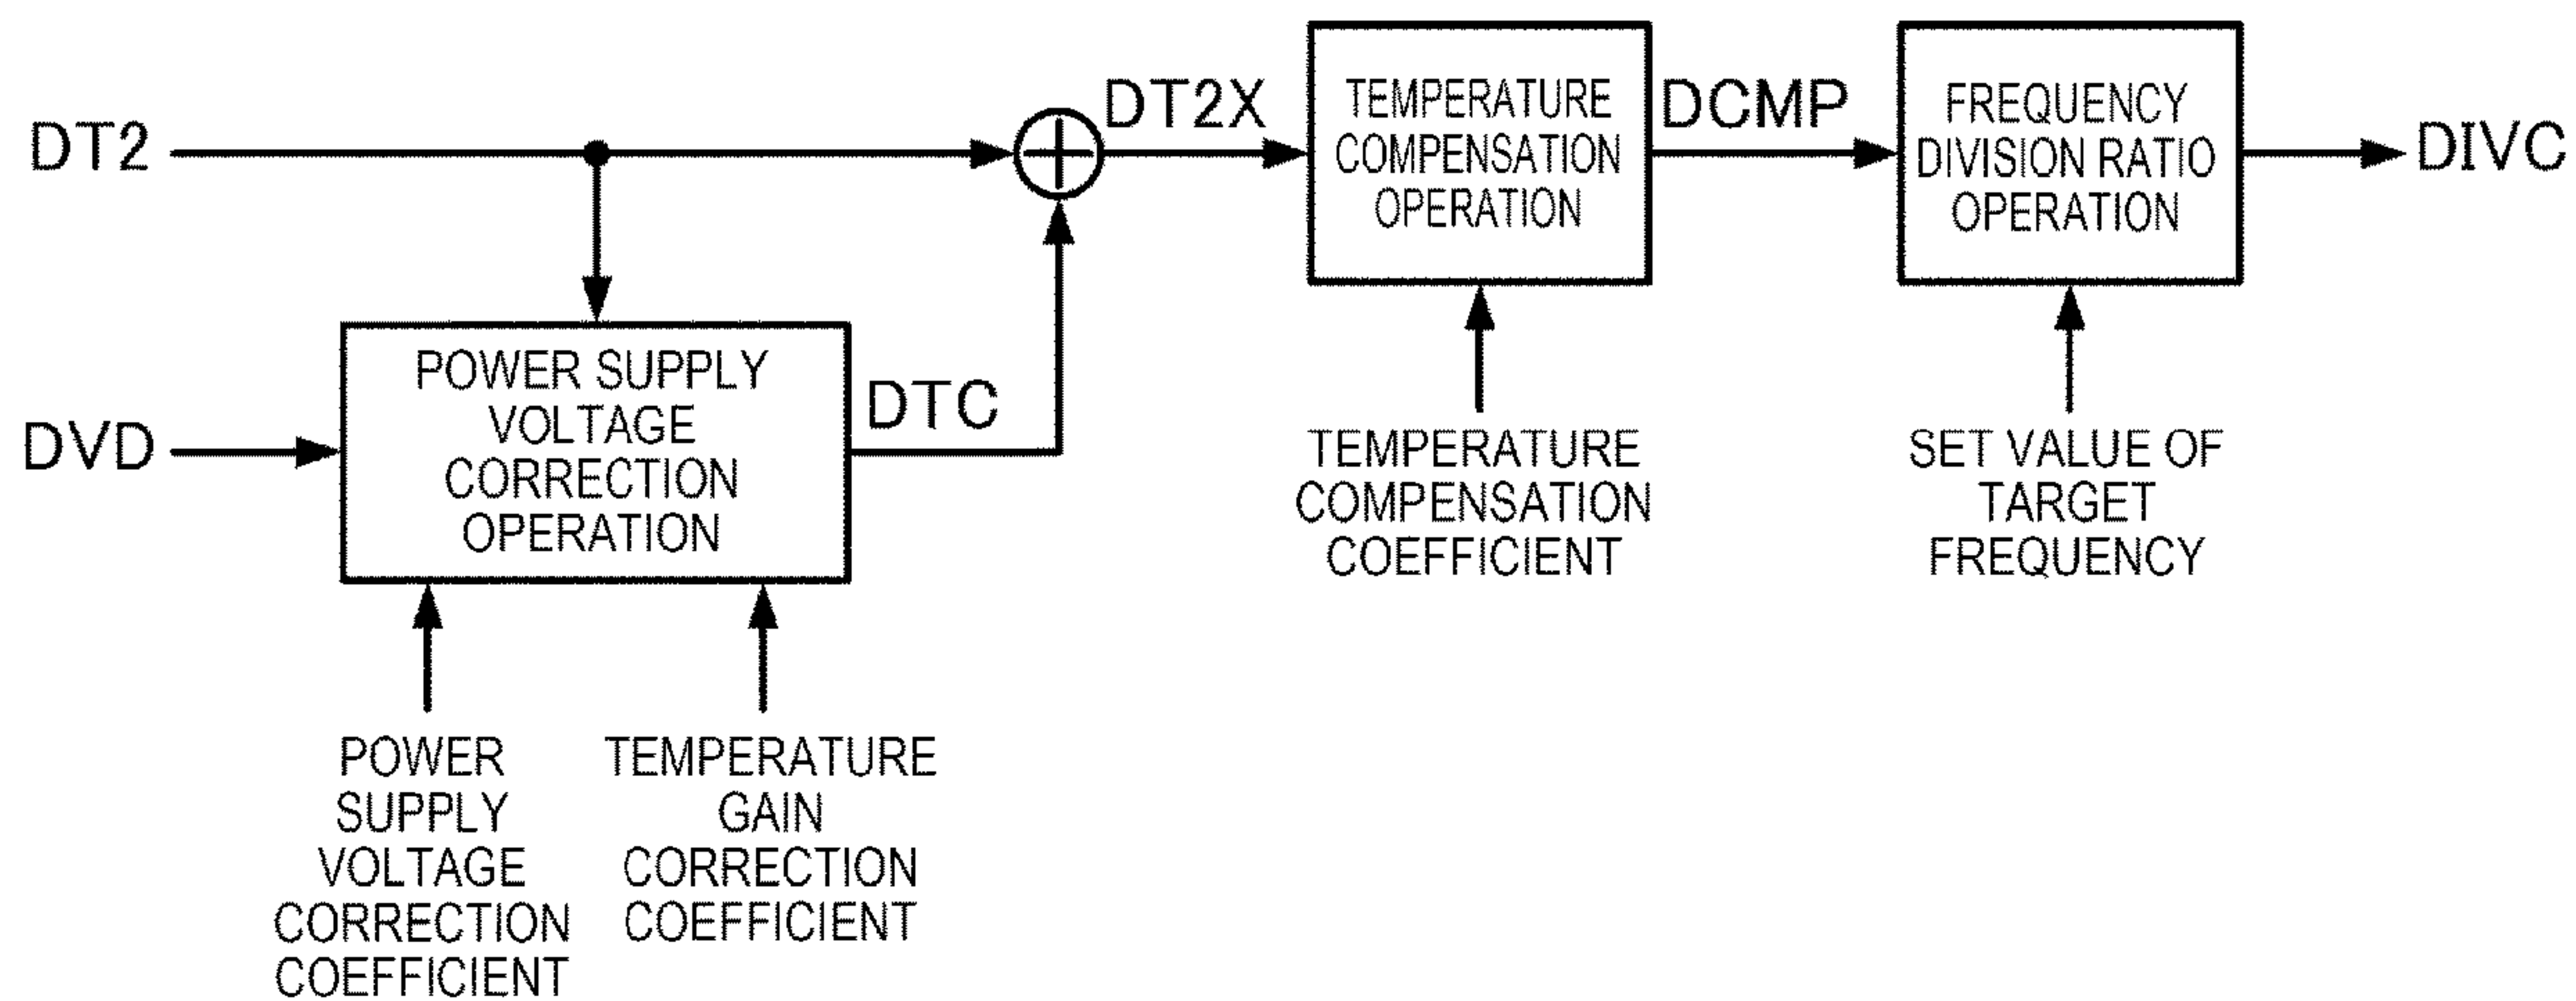 DT2
DT2X
TEMPERATURE
COMPENSATION
OPERATION
DCMP
FREQUENCY
DIVISION RATIO
OPERATION
DIVC
DVD
POWER SUPPLY
VOLTAGE
CORRECTION
OPERATION
DTC
TEMPERATURE
COMPENSATION
COEFFICIENT
SET VALUE OF
TARGET
FREQUENCY
POWER
SUPPLY
VOLTAGE
CORRECTION
COEFFICIENT
TEMPERATURE
GAIN
CORRECTION
COEFFICIENT